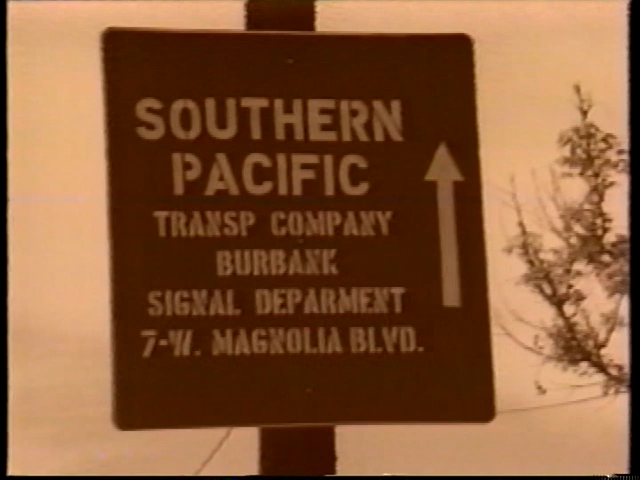 SOUTHERN
PACIFIC
TRANSP COMPANY
BURBANK
SIGNAL DEPARMENT
7-W. MAGNOLIA BLVD.